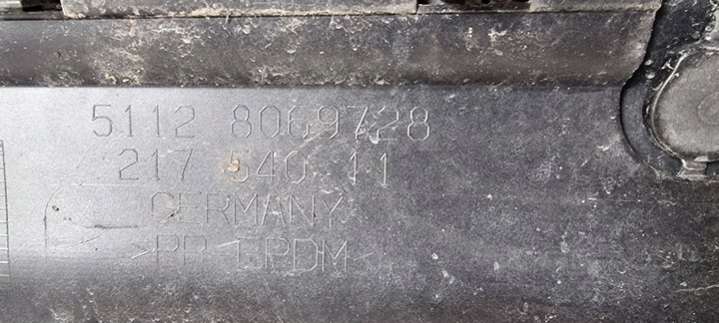 5112 8069728
217 540 11
GERMANY
>PP EPDM<